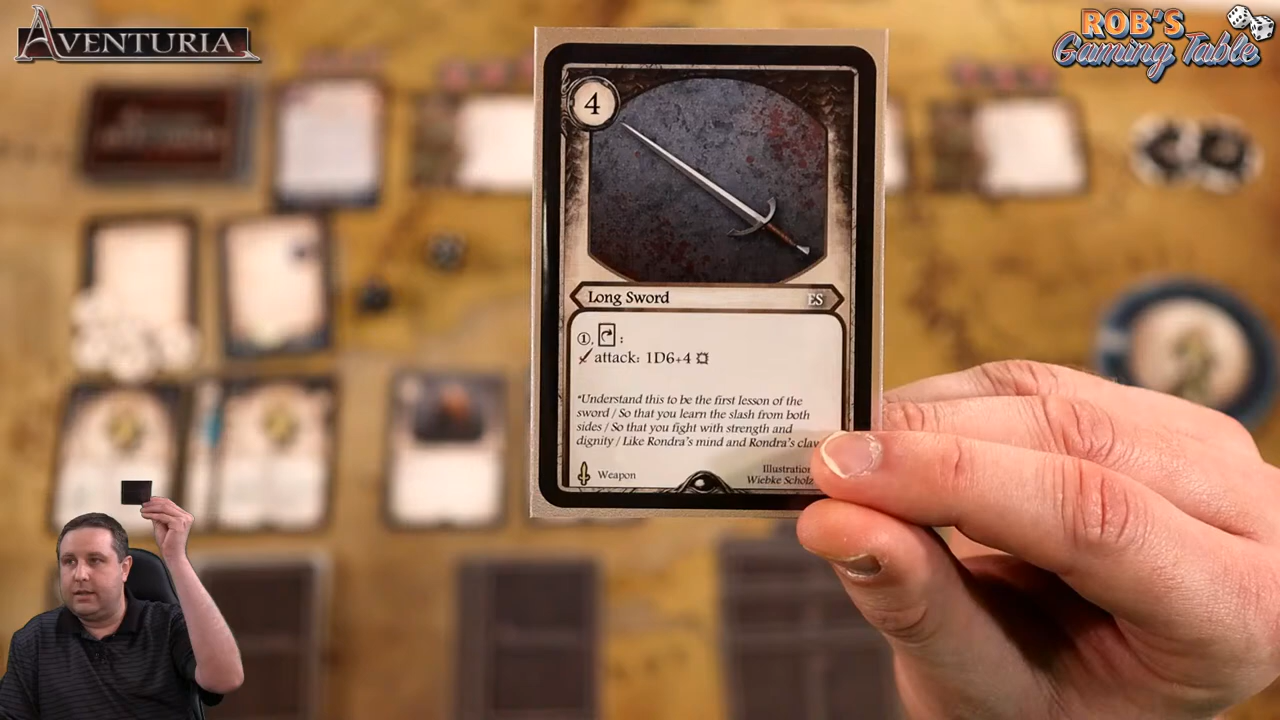 AVENTURIA
ROB'S
Gaming Table
4
Long Sword
ES
①, :
attack: 1D6+4
"Understand this to be the first lesson of the
sword / So that you learn the slash from both
sides / So that you fight with strength and
dignity / Like Rondra's mind and Rondra's
Weapon
Illustration
Wiebke Scholz